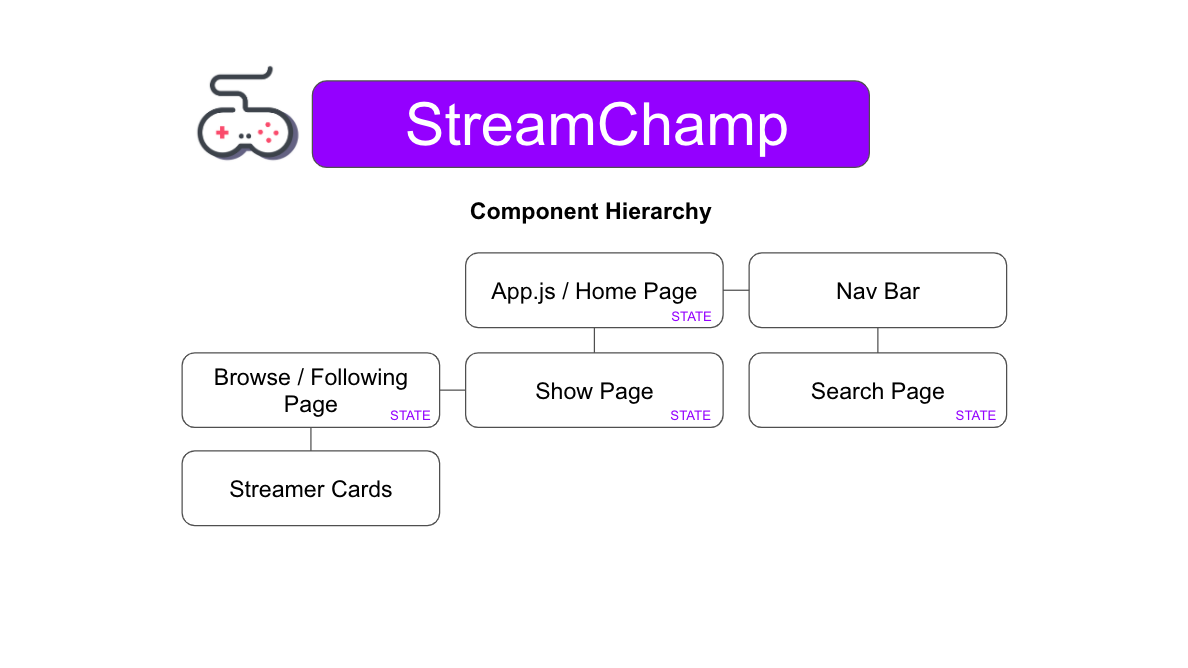 StreamChamp
Component Hierarchy
App.js / Home Page
STATE
Nav Bar
Browse / Following
Page
STATE
Show Page
STATE
Search Page
STATE
Streamer Cards